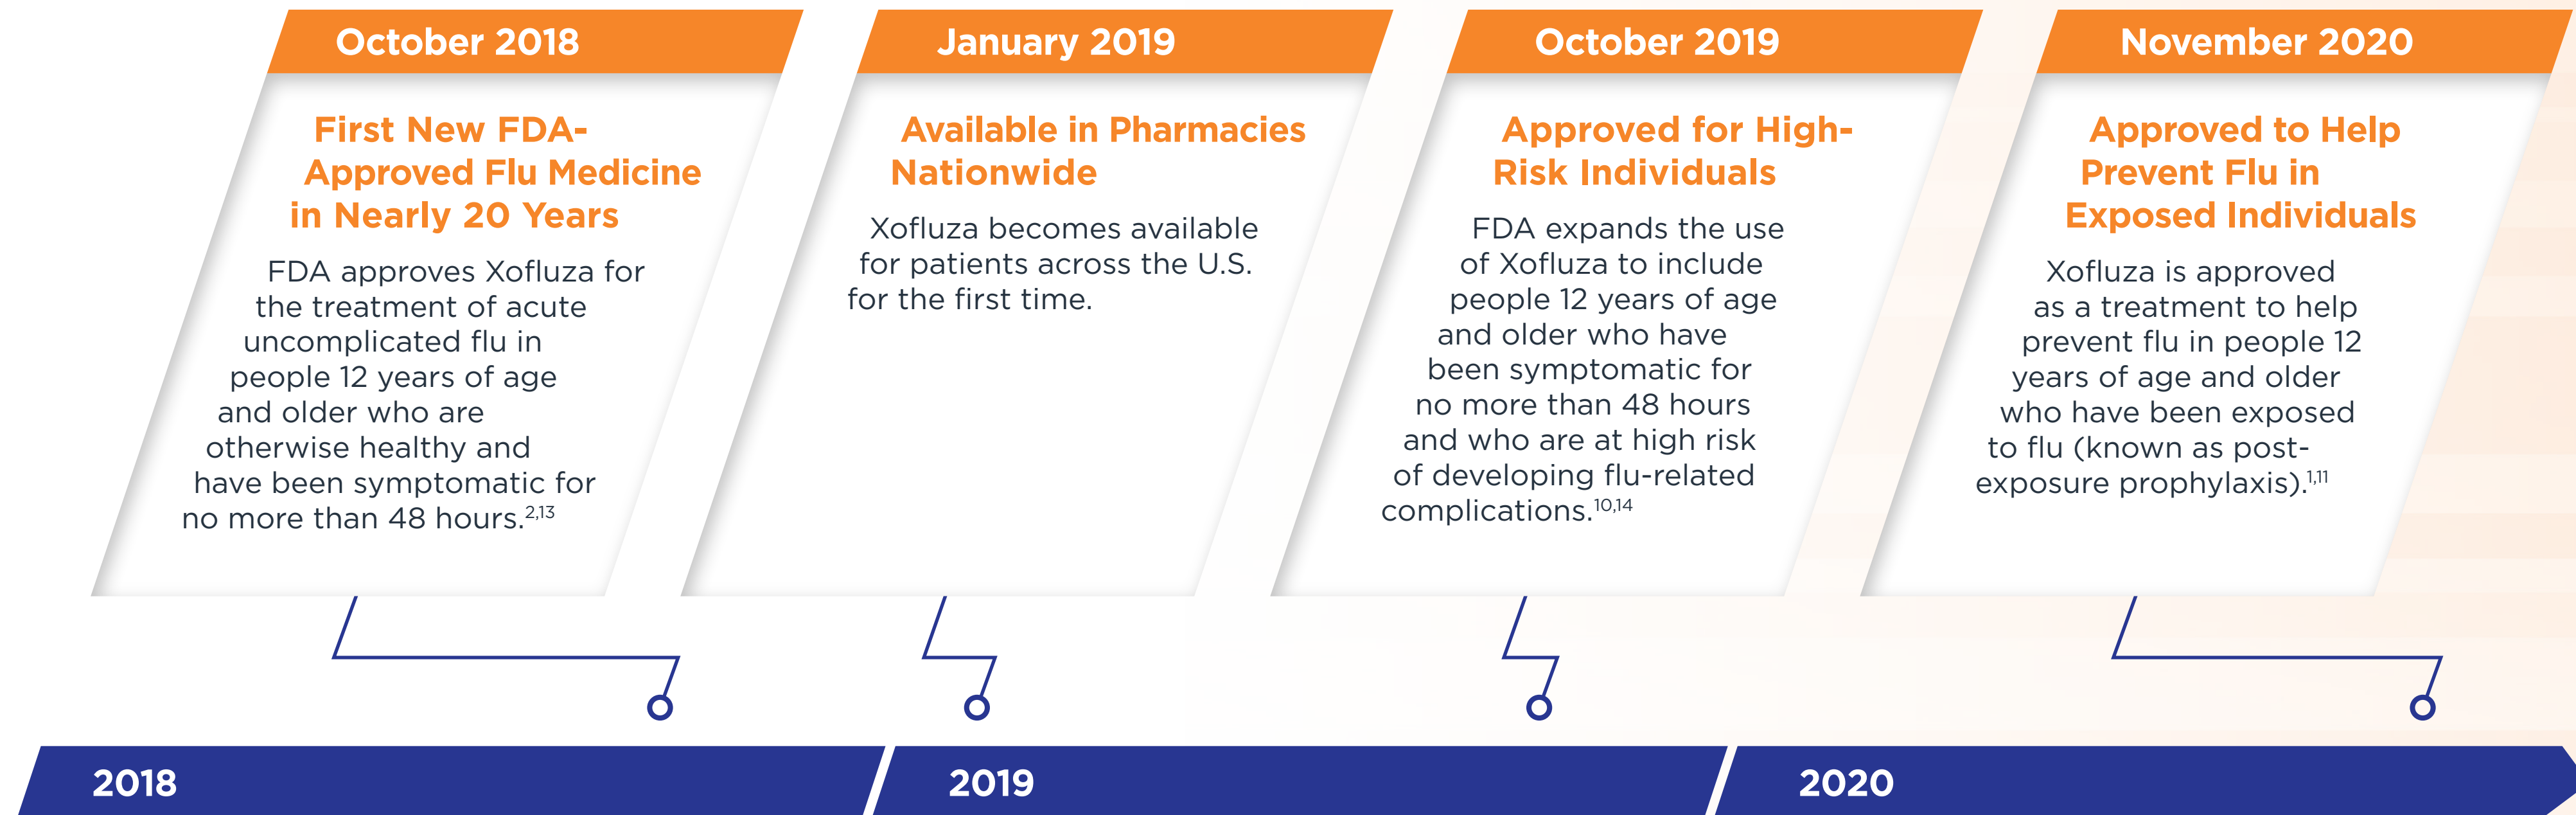 October 2018
First New FDA-
Approved Flu Medicine
in Nearly 20 Years
FDA approves Xofluza for
the treatment of acute
uncomplicated flu in
people 12 years of age
and older who are
otherwise healthy and
have been symptomatic for
no more than 48 hours.2,13
January 2019
Available in Pharmacies
Nationwide
Xofluza becomes available
for patients across the U.S.
for the first time.
October 2019
Approved for High-
Risk Individuals
FDA expands the use
of Xofluza to include
people 12 years of age
and older who have
been symptomatic for
no more than 48 hours
and who are at high risk
of developing flu-related
complications.10,14
November 2020
Approved to Help
Prevent Flu in
Exposed Individuals
Xofluza is approved
as a treatment to help
prevent flu in people 12
years of age and older
who have been exposed
to flu (known as post-
exposure prophylaxis).1,11
2018
2019
2020